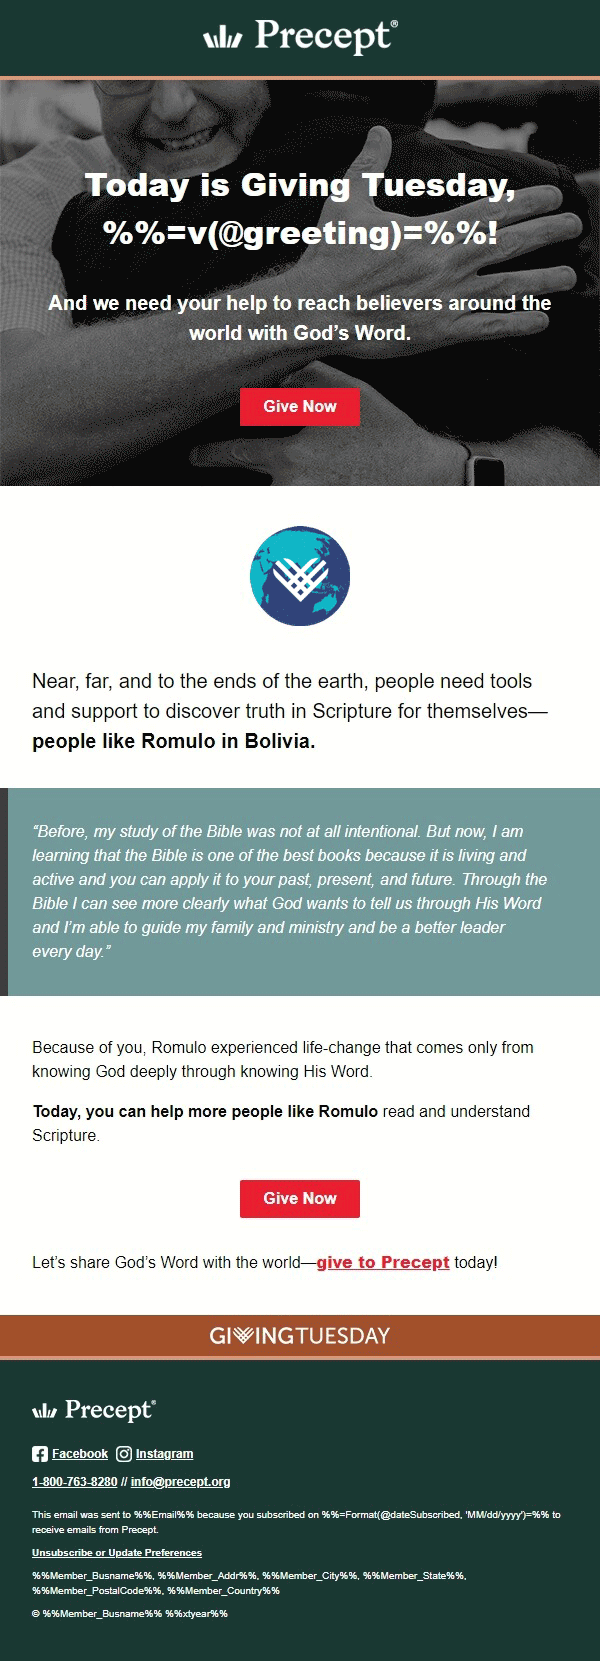 Precept®
Today is Giving Tuesday,
%%=v(@greeting)=%%!
And we need your help to reach believers around the
world with God’s Word.
Give Now
Near, far, and to the ends of the earth, people need tools
and support to discover truth in Scripture for themselves—
people like Romulo in Bolivia.
“Before, my study of the Bible was not at all intentional. But now, I am
learning that the Bible is one of the best books because it is living and
active and you can apply it to your past, present, and future. Through the
Bible I can see more clearly what God wants to tell us through His Word
and I’m able to guide my family and ministry and be a better leader
every day.”
Because of you, Romulo experienced life-change that comes only from
knowing God deeply through knowing His Word.
Today, you can help more people like Romulo read and understand
Scripture.
Give Now
Let’s share God’s Word with the world—give to Precept today!
GIVINGTUESDAY
Precept®
Facebook Instagram
1-800-763-8280 // info@precept.org
This email was sent to %%Email%% because you subscribed on %%=Format(@dateSubscribed, 'MM/dd/yyyy')=%% to
receive emails from Precept.
Unsubscribe or Update Preferences
%%Member_Busname%%, %%Member_Addr%%, %%Member_City%%, %%Member_State%%,
%%Member_PostalCode%%, %%Member_Country%%
© %%Member_Busname%% %%xtyear%%